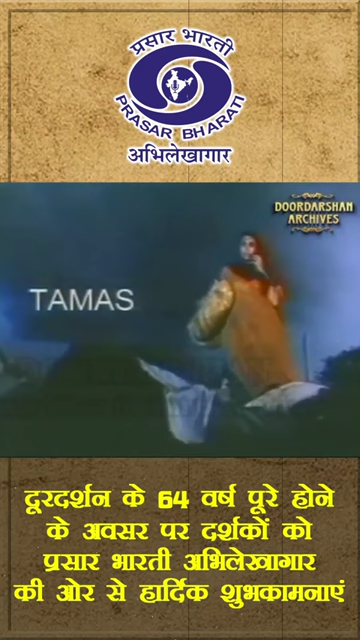 प्रसार भारती
PRASAR BHARATI
अभिलेखागार
DOORDARSHAN
ARCHIVES
TAMAS
दूरदर्शन के 64 वर्ष पूरे होने
के अवसर पर दर्शकों को
प्रसार भारती अभिलेखागार
की ओर से हार्दिक शुभकामनाएं